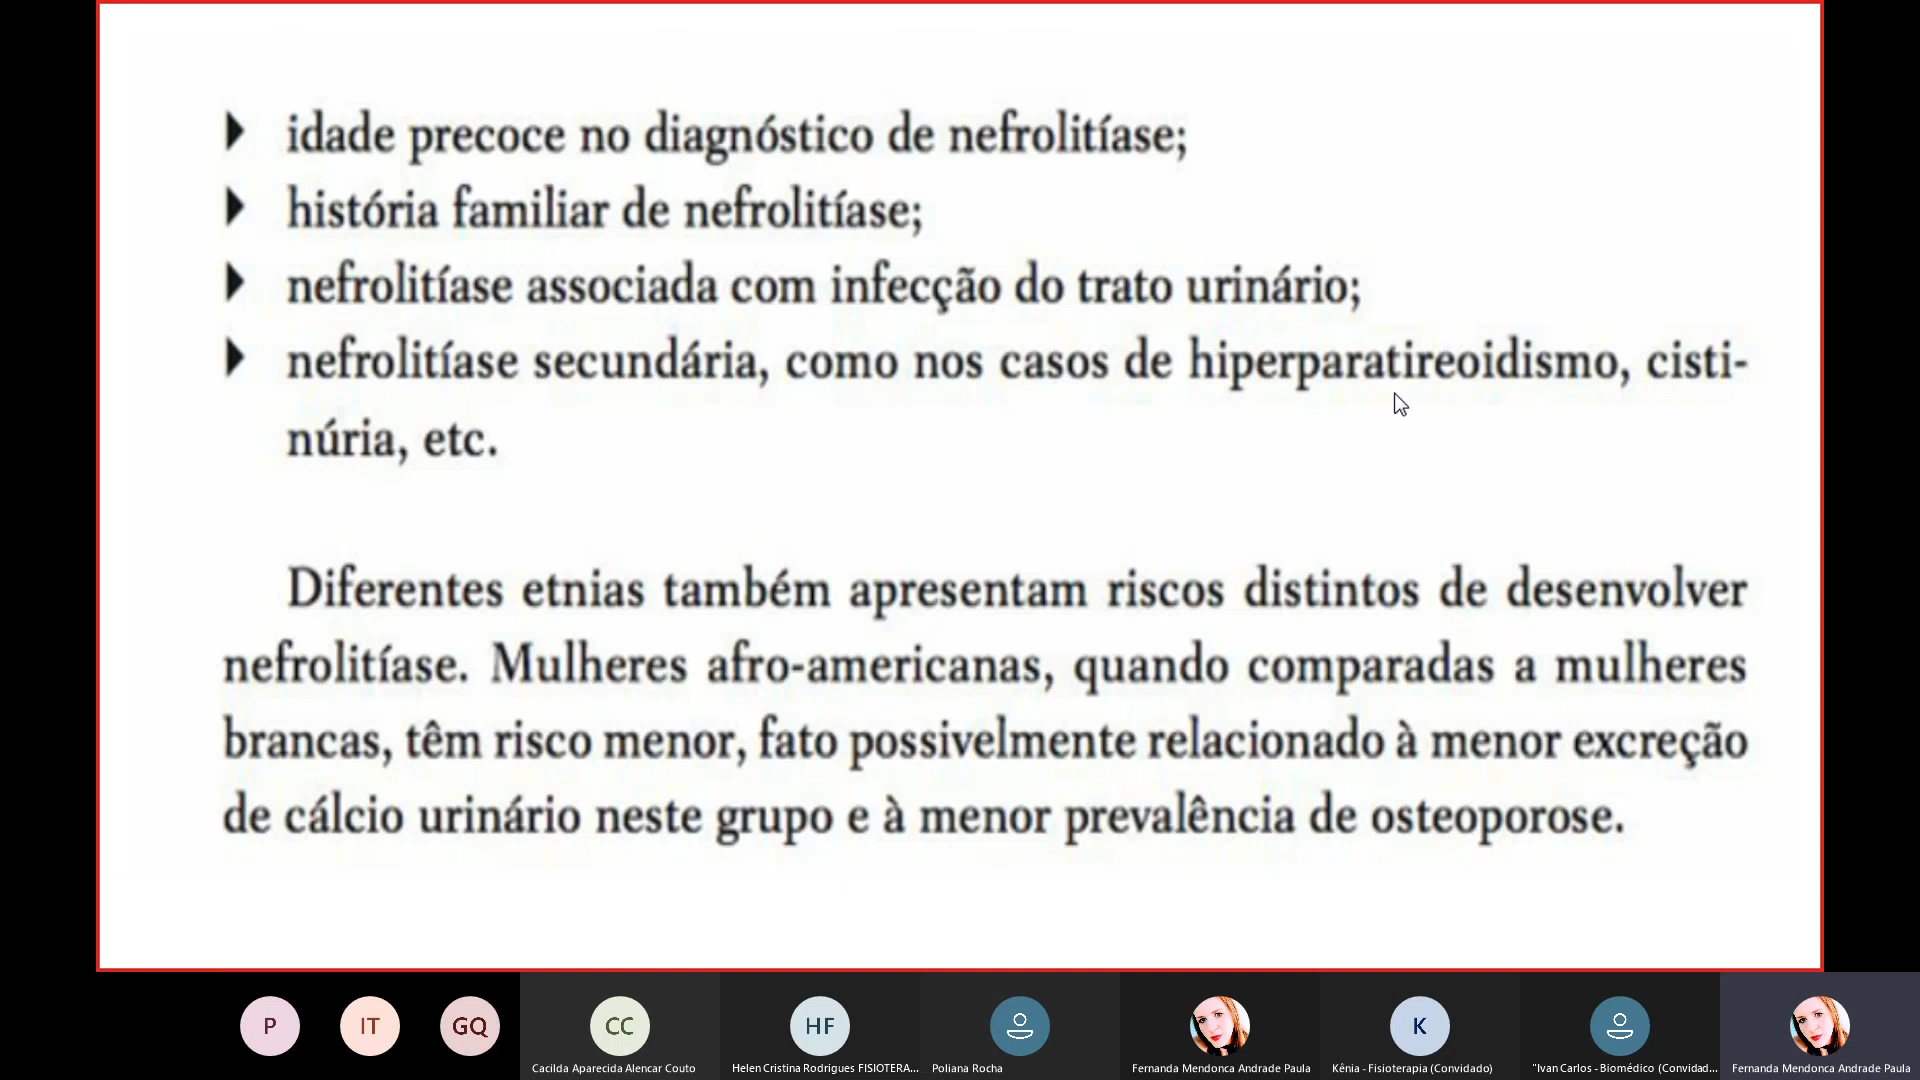 idade precoce no diagnóstico de nefrolitíase;
história familiar de nefrolitíase;
nefrolitíase associada com infecção do trato urinário;
nefrolitíase secundária, como nos casos de hiperparatireoidismo, cisti-
núria, etc.
Diferentes etnias também apresentam riscos distintos de desenvolver
nefrolitíase. Mulheres afro-americanas, quando comparadas a mulheres
brancas, têm risco menor, fato possivelmente relacionado à menor excreção
de cálcio urinário neste grupo e à menor prevalência de osteoporose.
P
IT
GQ
CC
HF
K
Cacilda Aparecida Alencar Couto
Helen Cristina Rodrigues FISIOTERA...
Poliana Rocha
Fernanda Mendonca Andrade Paula
Kênia - Fisioterapia (Convidado)
"Ivan Carlos - Biomédico (Convidad...
Fernanda Mendonca Andrade Paula